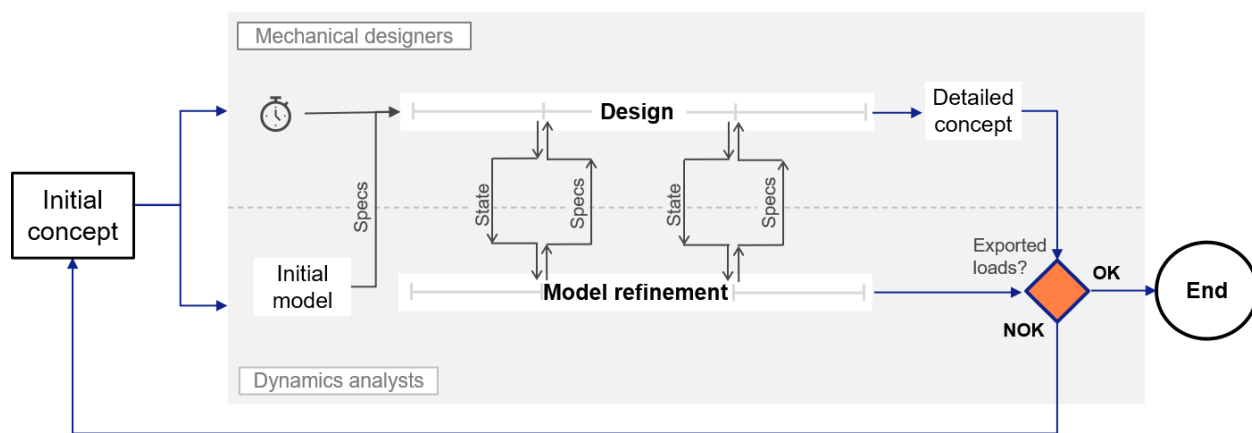 Mechanical designers
Design
Detailed
concept
Specs
State
Specs
State
Specs
Initial
concept
Exported
loads?
OK
End
Initial
model
Model refinement
NOK
Dynamics analysts